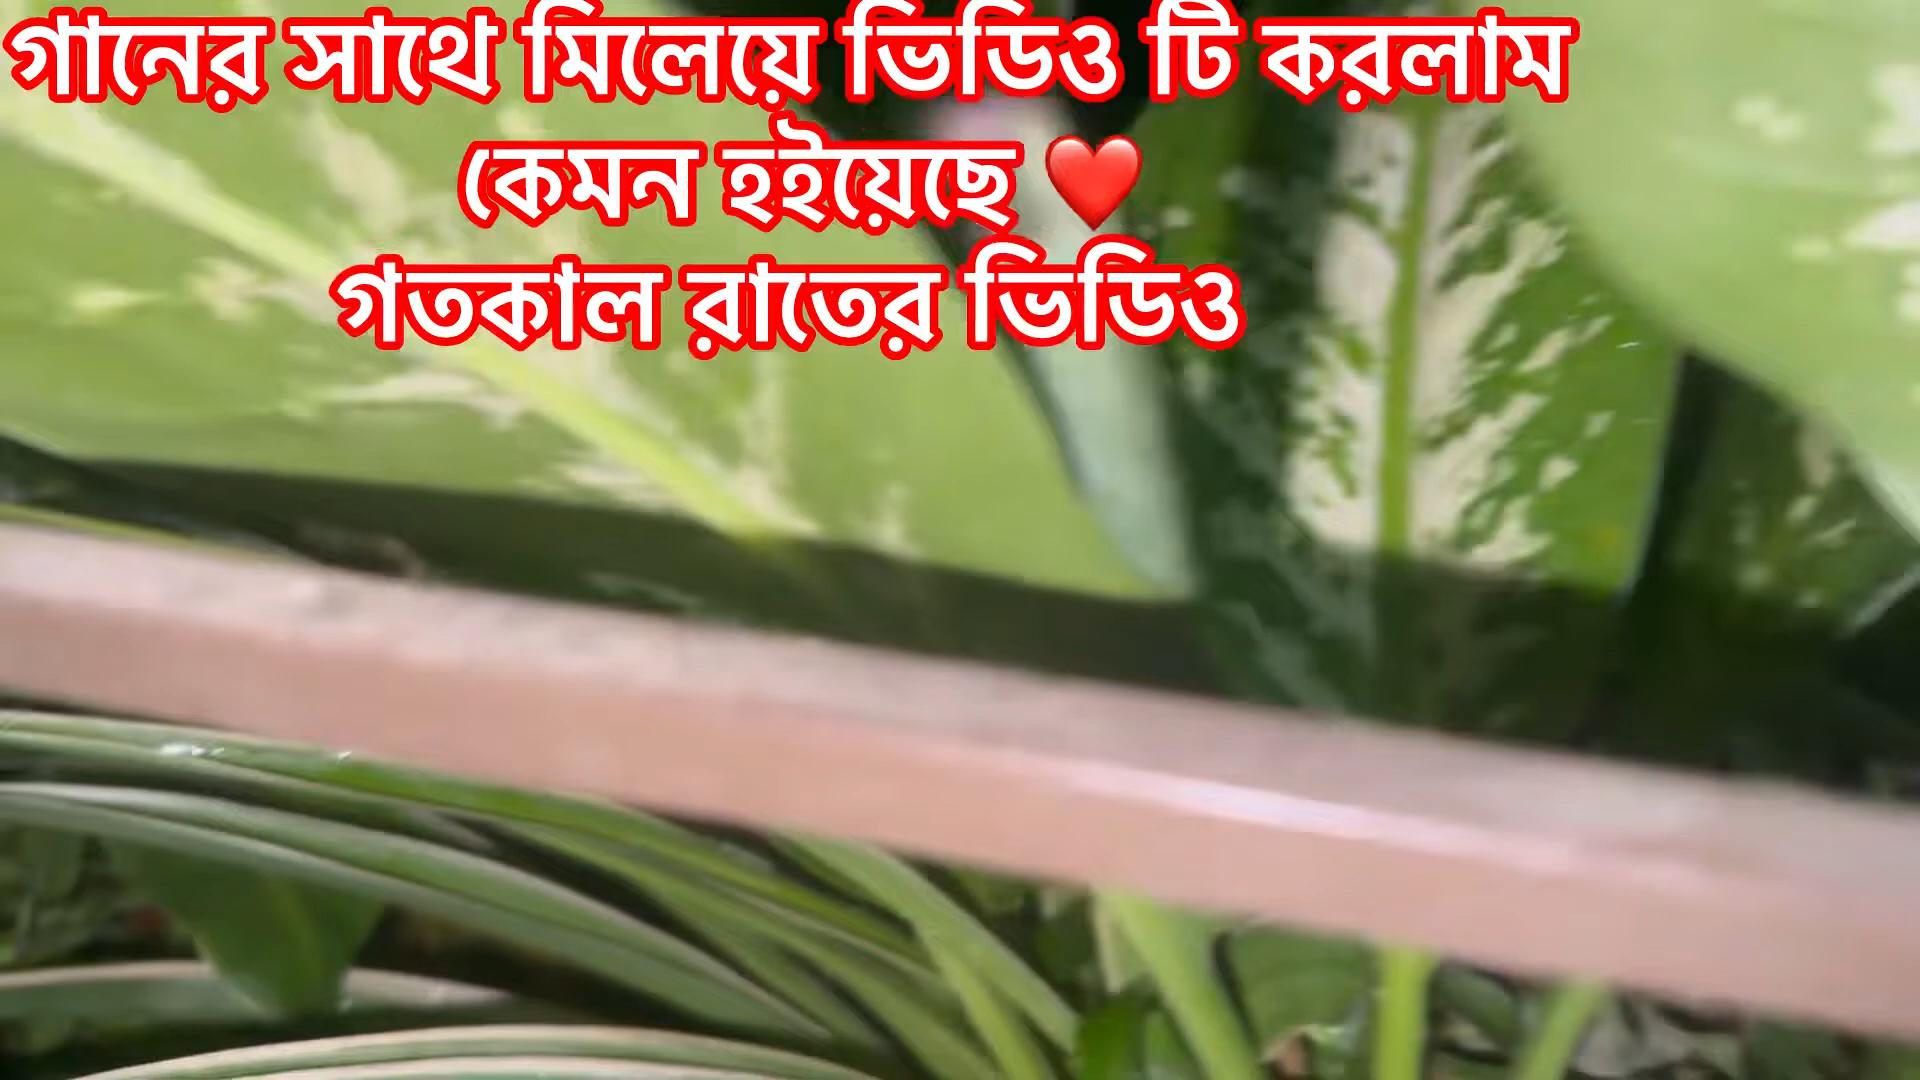 গানের সাথে মিলেয়ে ভিডিও টি করলাম
কেমন হইয়েছে ❤️
গতকাল রাতের ভিডিও